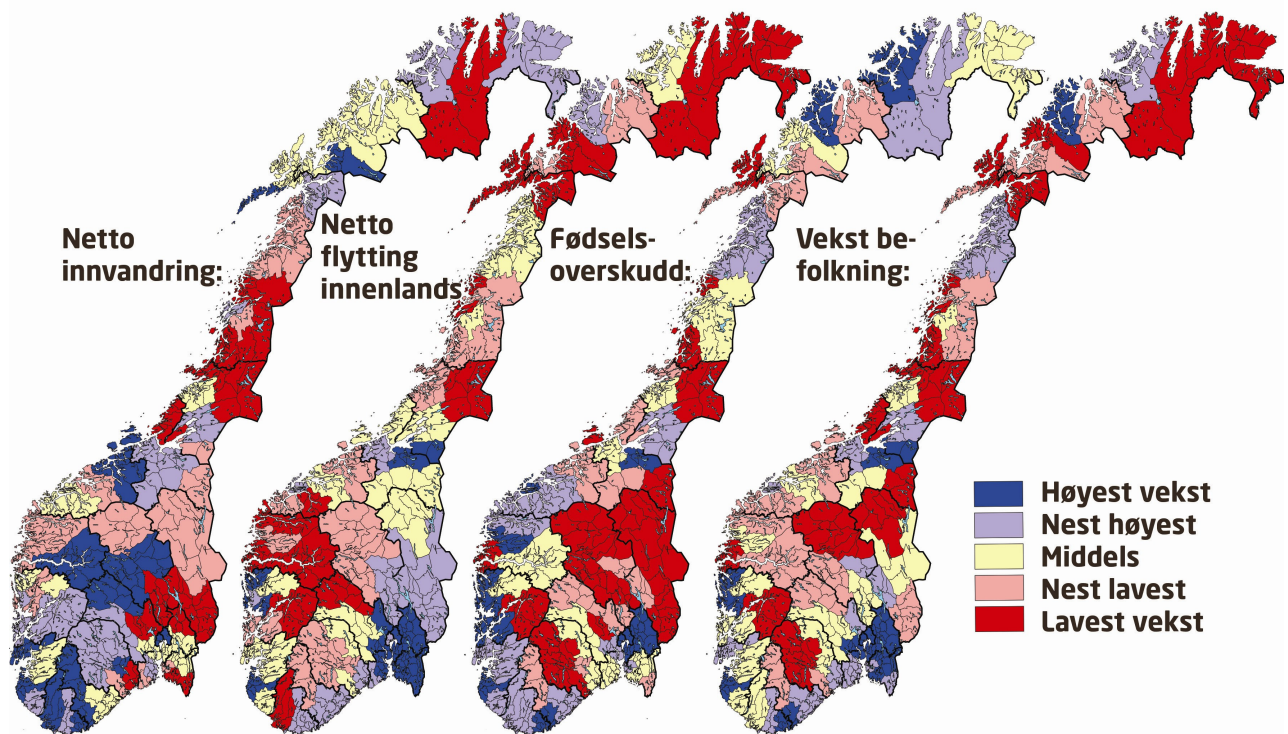 Netto
innvandring:
Netto
flytting
innenlands
Fødsels-
overskudd:
Vekst be-
folkning:
Høyest vekst
Nest høyest
Middels
Nest lavest
Lavest vekst